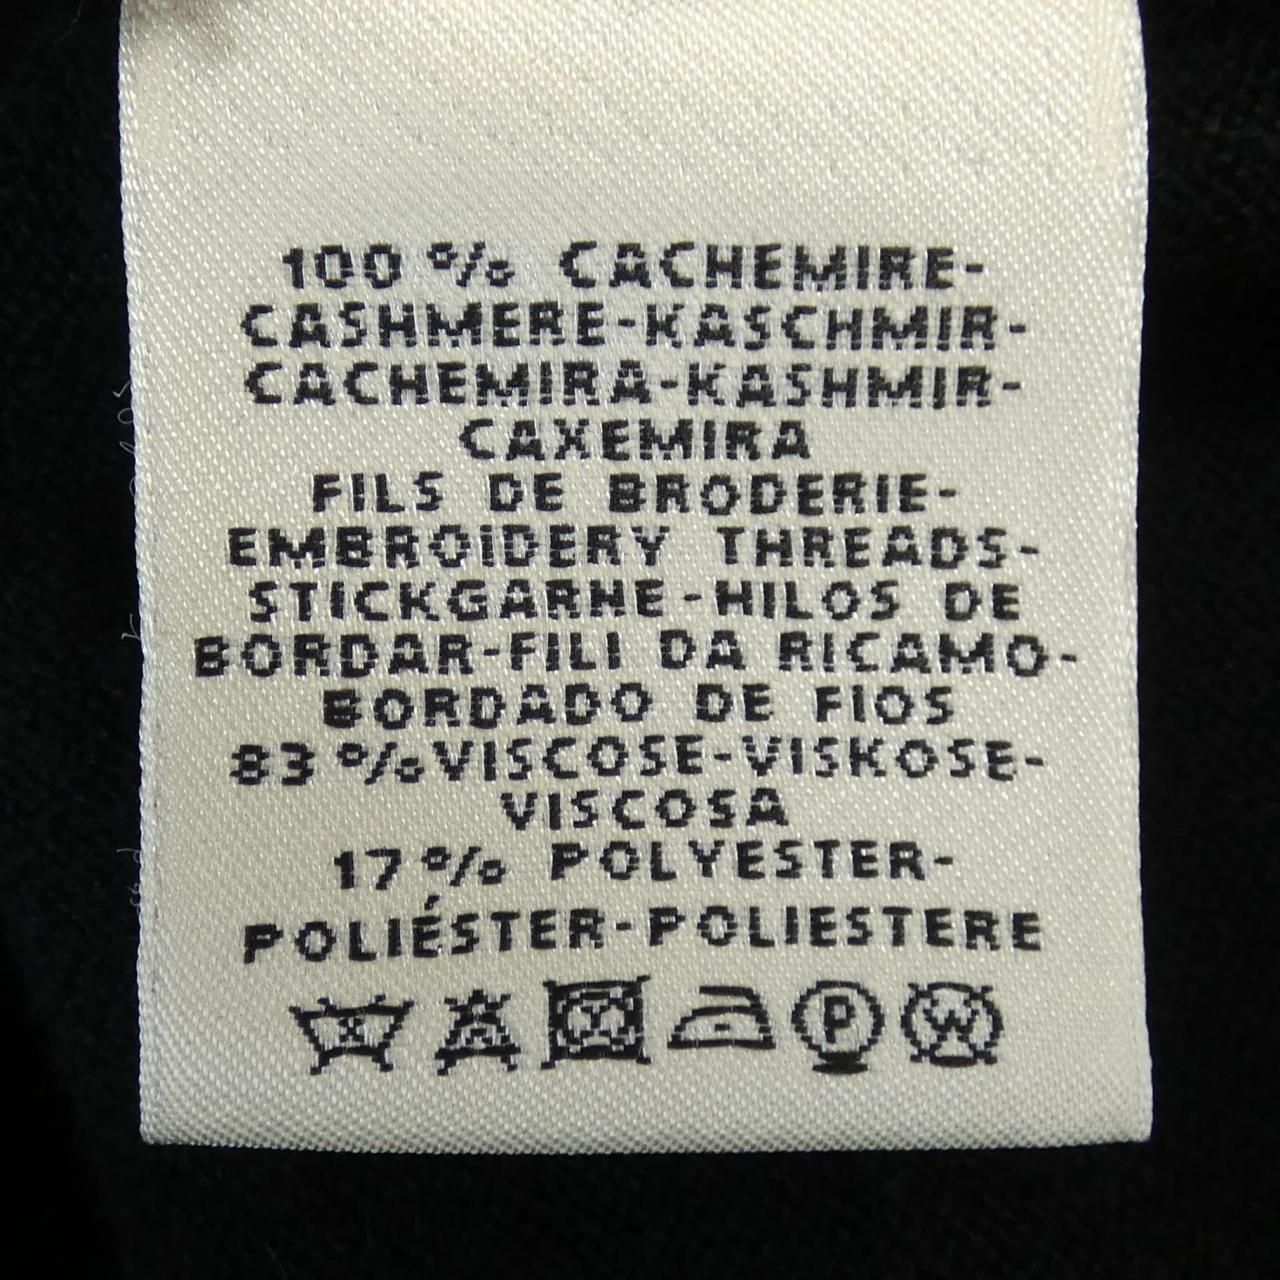 100 % CACHEMIRE-
CASHMERE-KASCHMIR-
CACHEMIRA-KASHMIR-
CAXEMIRA
FILS DE BRODERIE-
EMBROIDERY THREADS-
STICKGARNE-HILOS DE
BORDAR-FILI DA RICAMO-
BORDADO DE FIOS
83 % VISCOSE-VISKOSE-
VISCOSA
17 % POLYESTER-
POLIÉSTER-POLIESTERE
P W